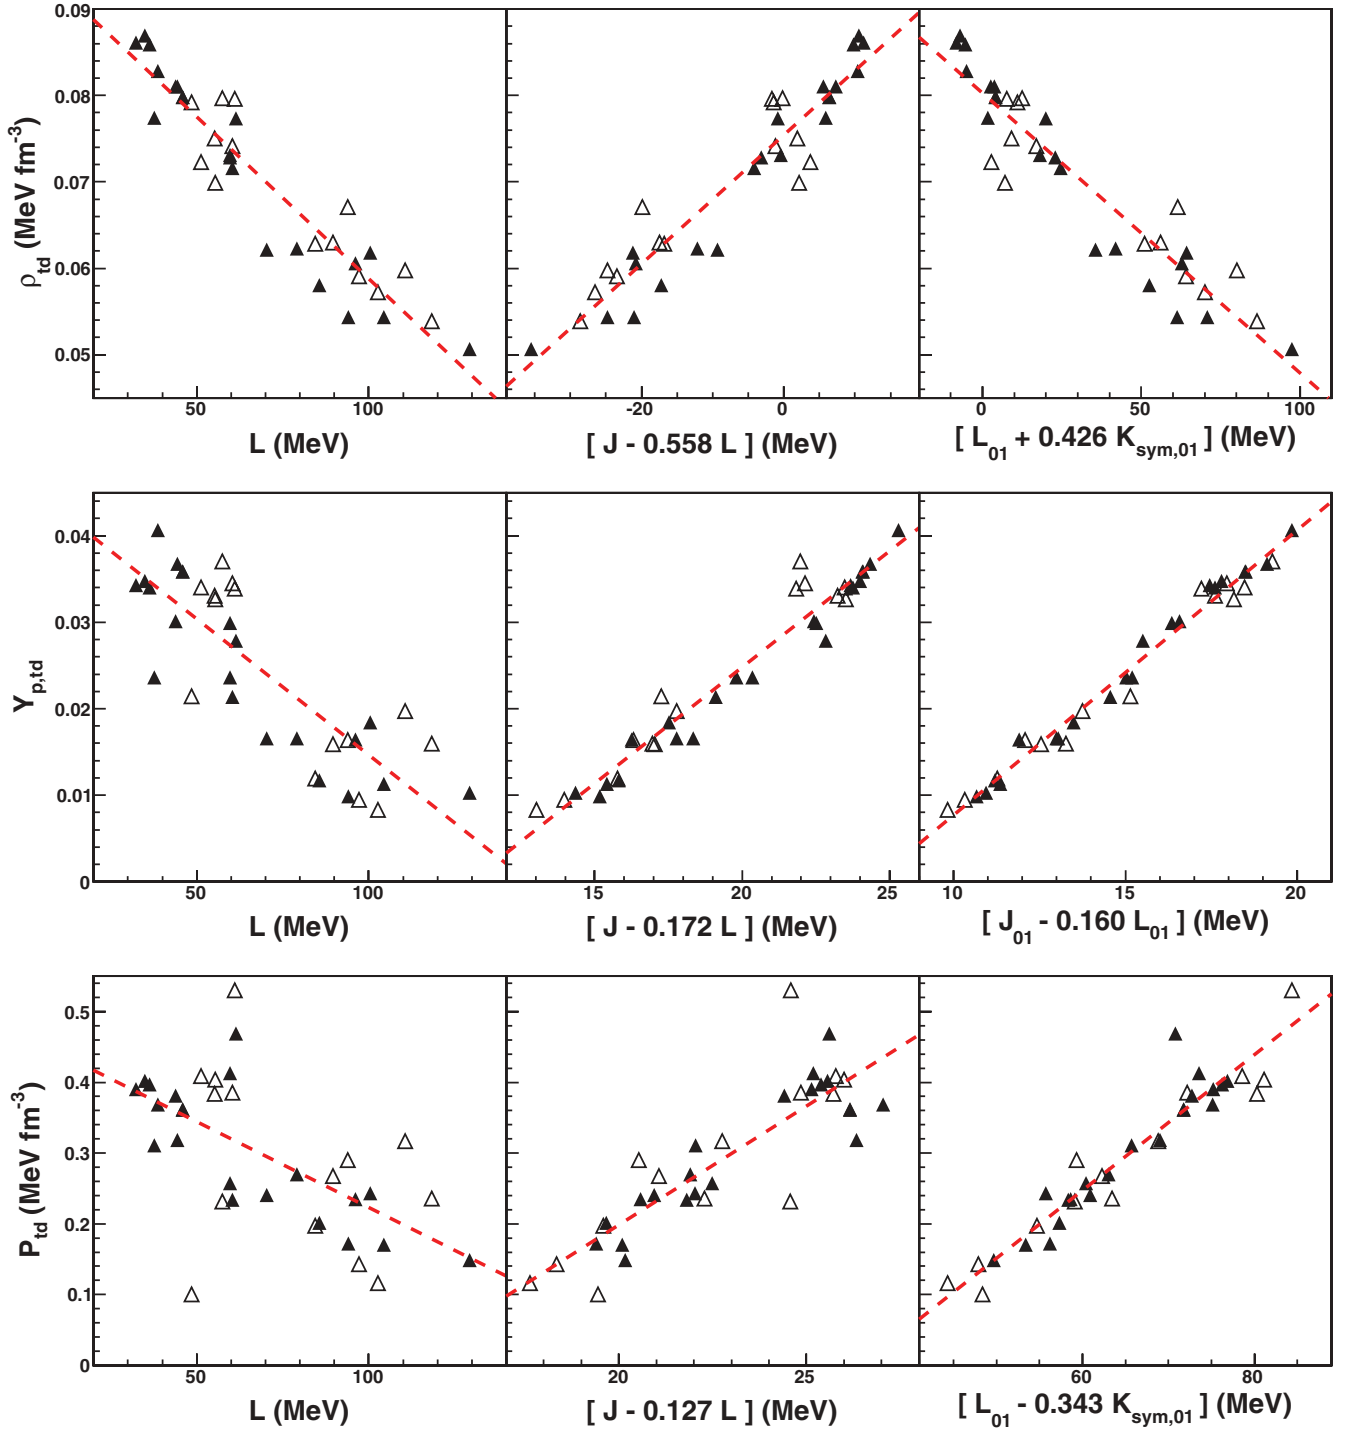 0.09
0.08
0.07
0.06
0.05
ρtd (MeV fm-3)
50 100
-20 0
0 50 100
L (MeV)
[ J - 0.558 L ] (MeV)
[ L01 + 0.426 Ksym,01 ] (MeV)
0.04
0.03
0.02
0.01
0
Yp,td
50 100
15 20 25
10 15 20
L (MeV)
[ J - 0.172 L ] (MeV)
[ J01 - 0.160 L01 ] (MeV)
0.5
0.4
0.3
0.2
0.1
0
Ptd (MeV fm-3)
50 100
20 25
60 80
L (MeV)
[ J - 0.127 L ] (MeV)
[ L01 - 0.343 Ksym,01 ] (MeV)